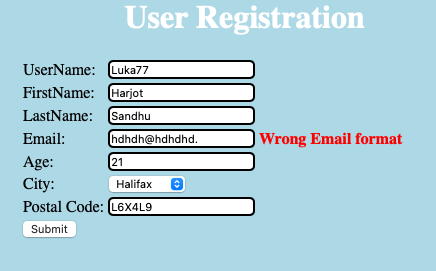 User Registration
UserName: Luka77
FirstName: Harjot
LastName: Sandhu
Email: hdhdh@hdhdhd. Wrong Email format
Age: 21
City: Halifax
Postal Code: L6X4L9
Submit